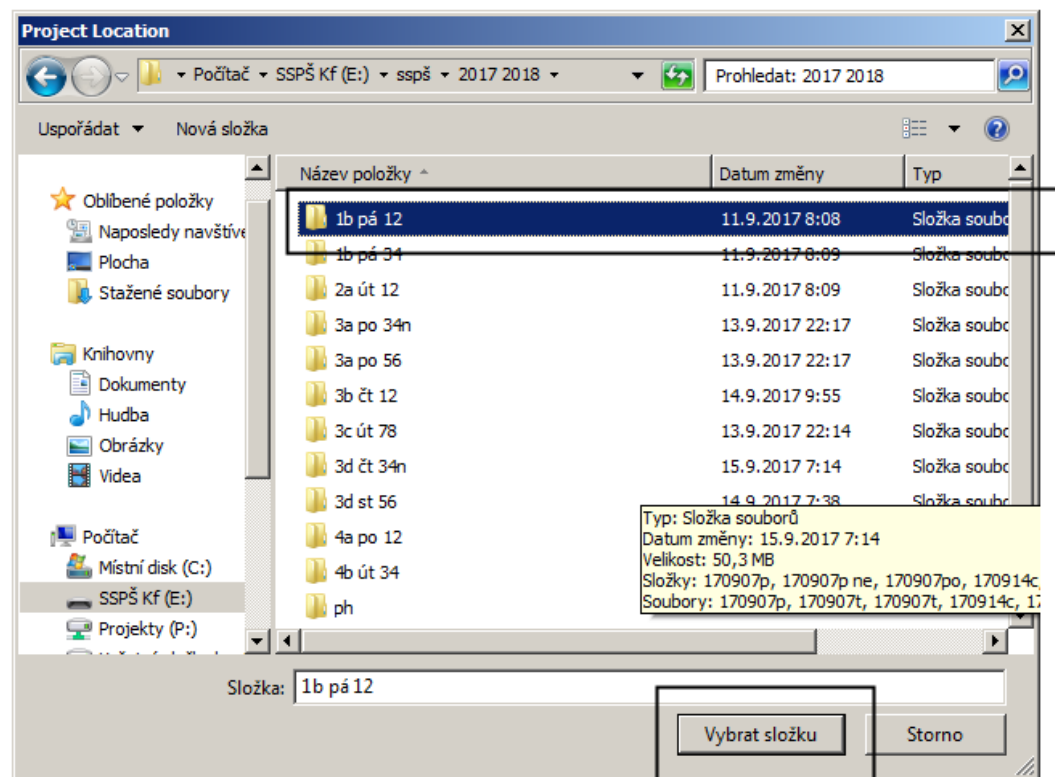 Project Location
Počítač SSPŠ Kf (E:) sspš 2017 2018 Prohledat: 2017 2018
Uspořádat Nová složka
Název položky Datum změny Typ
Oblíbené položky
Naposledy navštíve
Plocha
Stažené soubory
Knihovny
Dokumenty
Hudba
Obrázky
Videa
Počítač
Místní disk (C:)
SSPŠ Kf (E:)
Projekty (P:)
1b pá 12 11.9.2017 8:08 Složka soubo
1b pá 34 11.9.2017 8:09 Složka soubo
2a út 12 11.9.2017 8:09 Složka soubo
3a po 34n 13.9.2017 22:17 Složka soubo
3a po 56 13.9.2017 22:17 Složka soubo
3b čt 12 14.9.2017 9:55 Složka soubo
3c út 78 13.9.2017 22:14 Složka soubo
3d čt 34n 15.9.2017 7:14 Složka soubo
3d st 56 14.9.2017 7:38 Složka soubo
4a po 12
4b út 34
ph
Typ: Složka souborů
Datum změny: 15.9.2017 7:14
Velikost: 50,3 MB
Složky: 170907p, 170907p ne, 170907po, 170914c,
Soubory: 170907p, 170907t, 170907t, 170914c, 17
Složka: 1b pá 12
Vybrat složku Storno